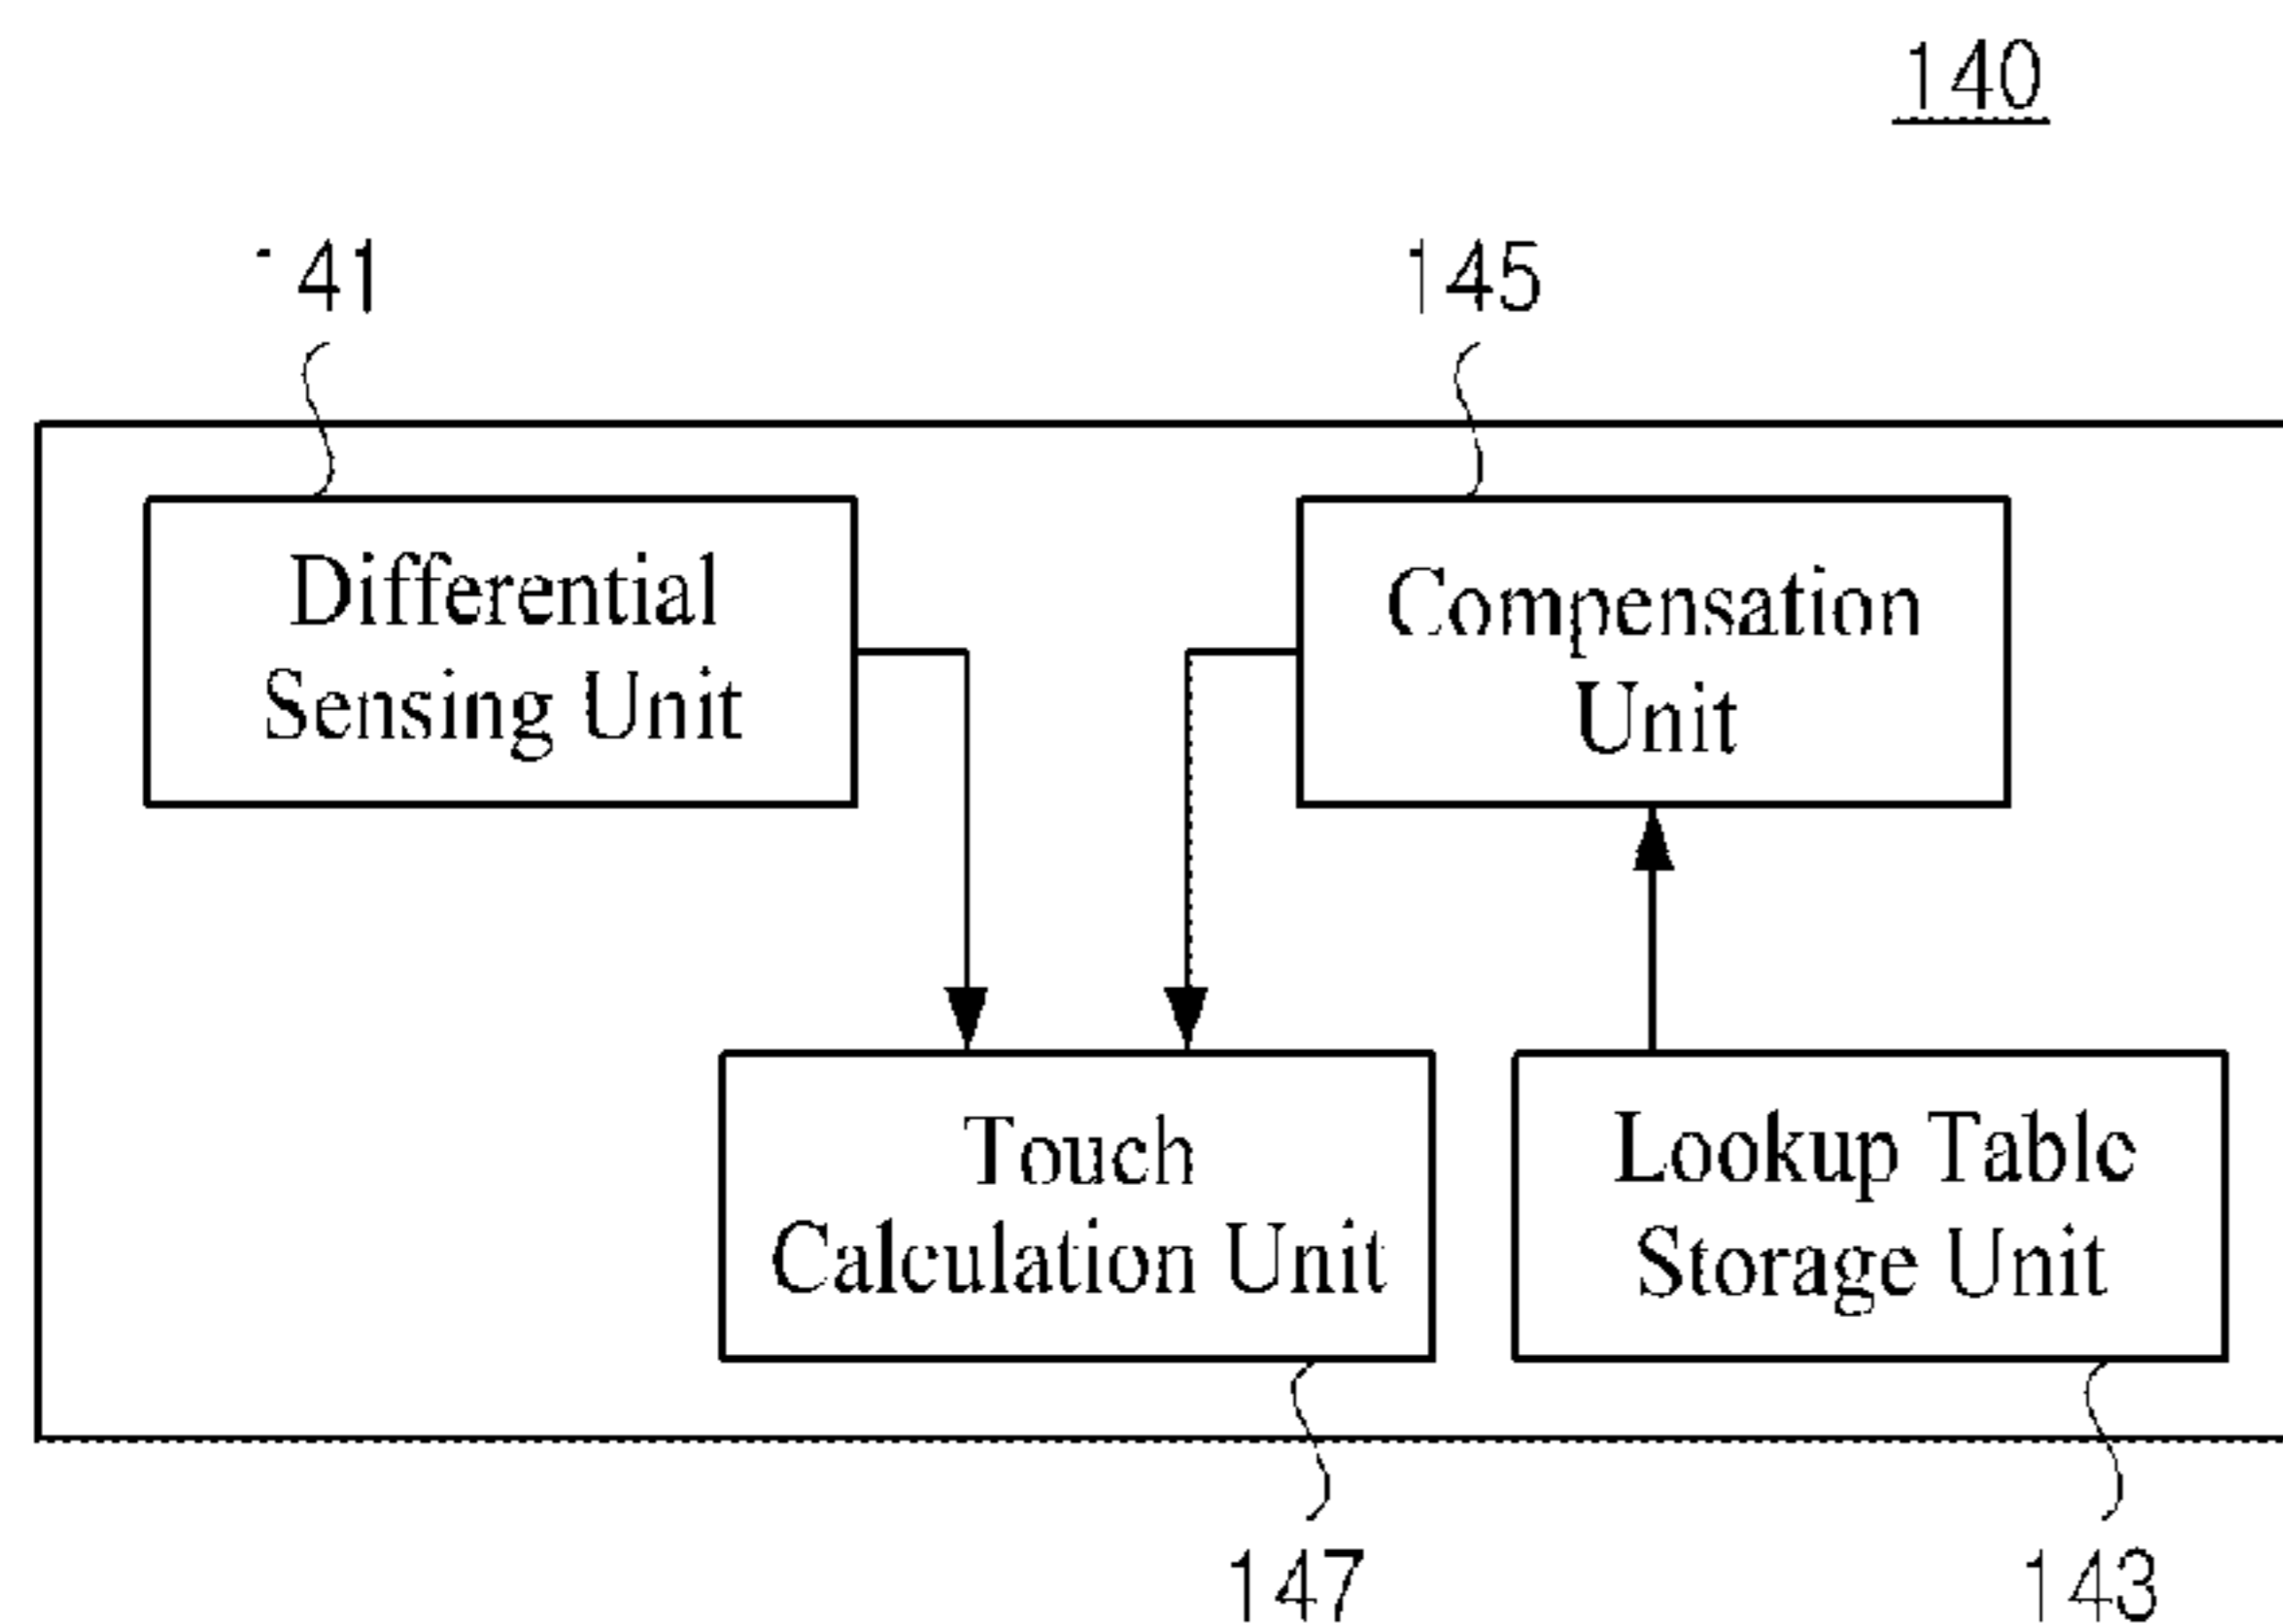 140
141
145
Differential
Sensing Unit
Compensation
Unit
Touch
Calculation Unit
Lookup Table
Storage Unit
147
143